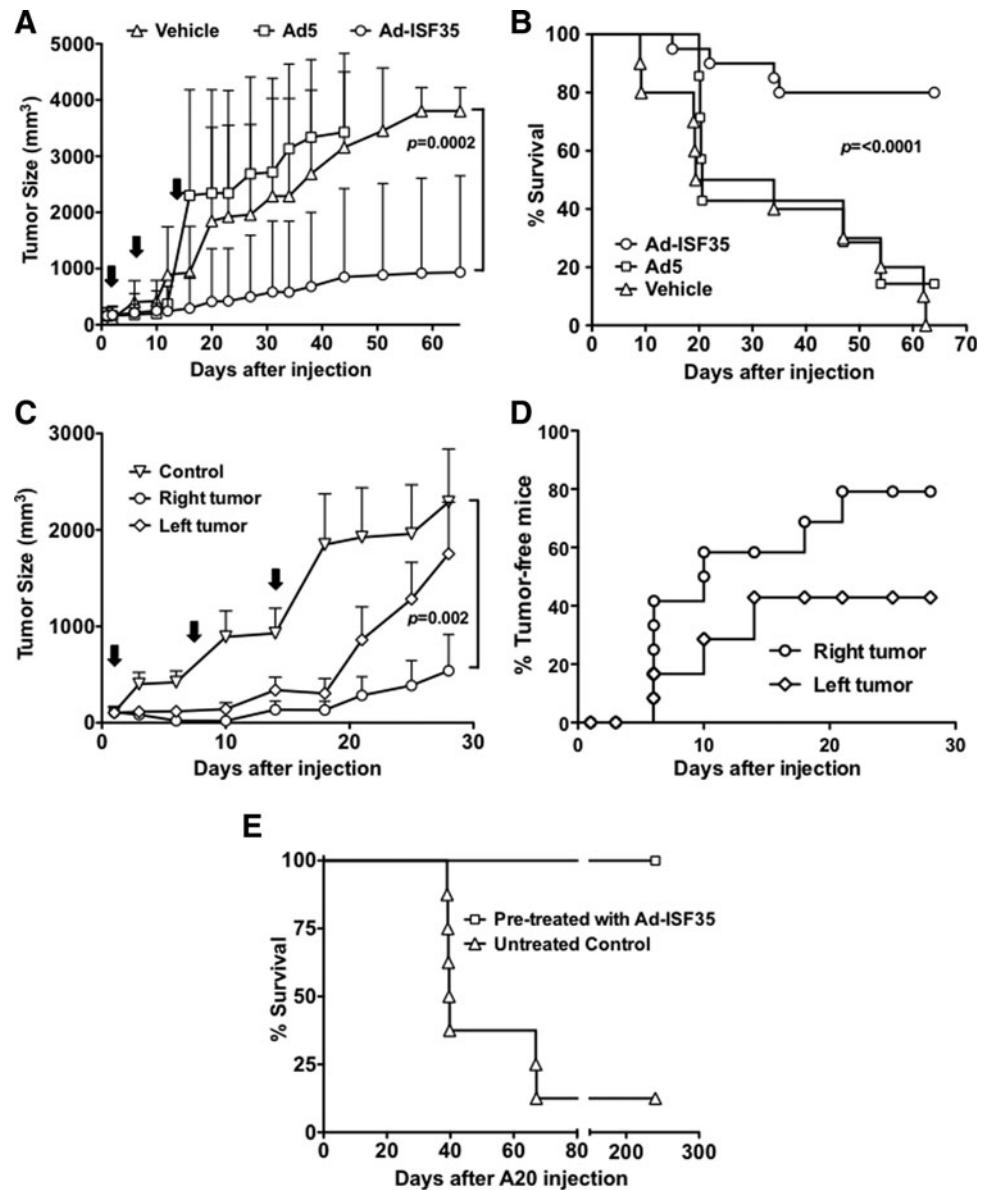 A
Vehicle Ad5 Ad-ISF35
5000
4000
3000
2000
1000
0
Tumor Size (mm³)
p=0.0002
0 10 20 30 40 50 60
Days after injection
B
100
80
60
40
20
0
% Survival
p=<0.0001
Ad-ISF35
Ad5
Vehicle
0 10 20 30 40 50 60 70
Days after injection
C
3000
2000
1000
0
Tumor Size (mm³)
Control
Right tumor
Left tumor
p=0.002
0 10 20 30
Days after injection
D
100
80
60
40
20
0
% Tumor-free mice
Right tumor
Left tumor
0 10 20 30
Days after injection
E
100
75
50
25
0
% Survival
Pre-treated with Ad-ISF35
Untreated Control
0 20 40 60 80 200 300
Days after A20 injection